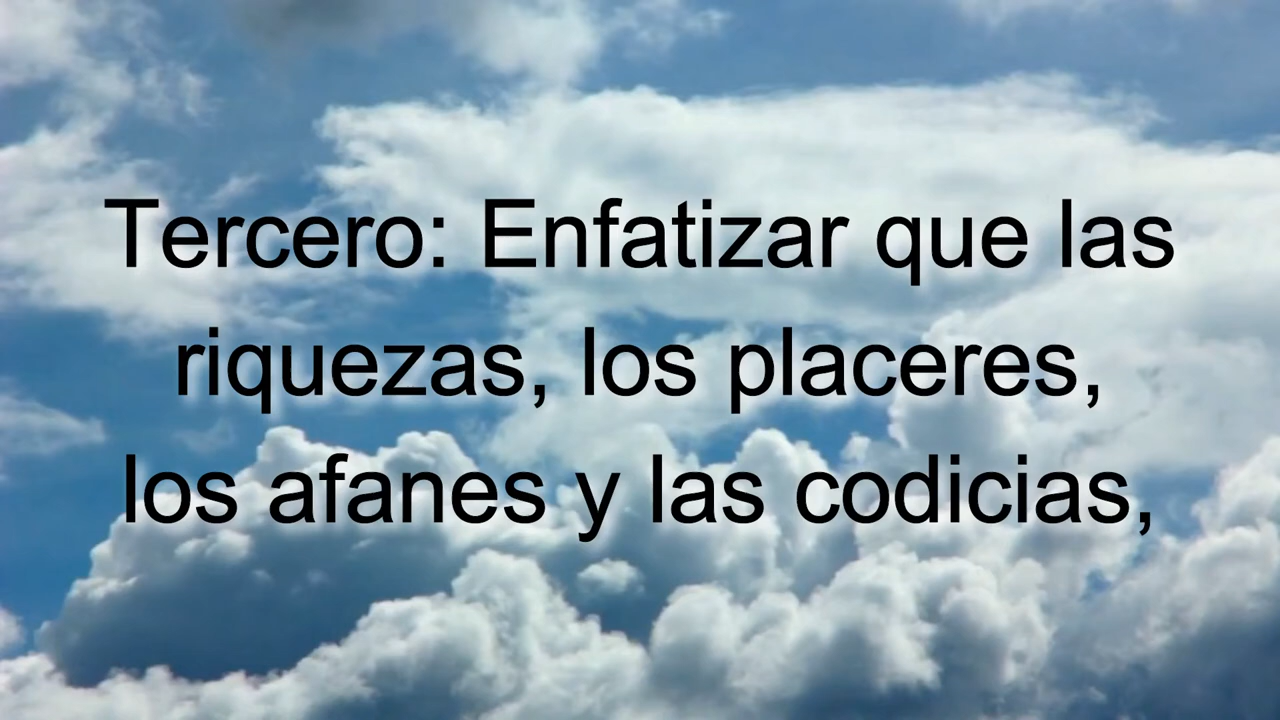 Tercero: Enfatizar que las
riquezas, los placeres,
los afanes y las codicias,